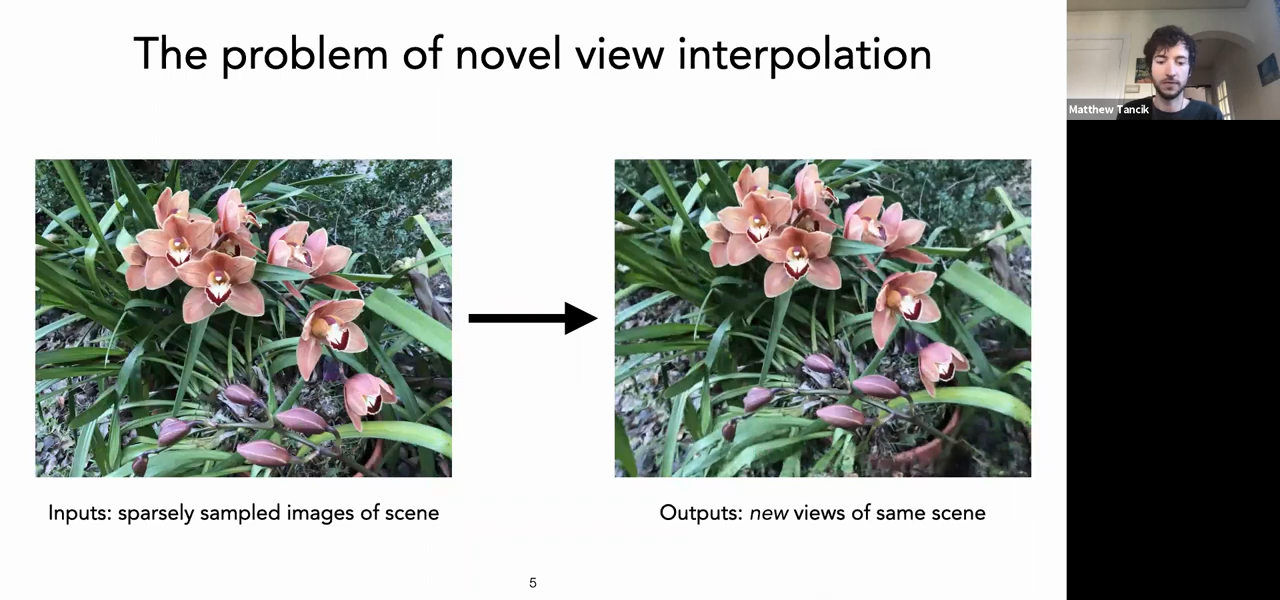 The problem of novel view interpolation
Matthew Tancik
Inputs: sparsely sampled images of scene
Outputs: new views of same scene
5